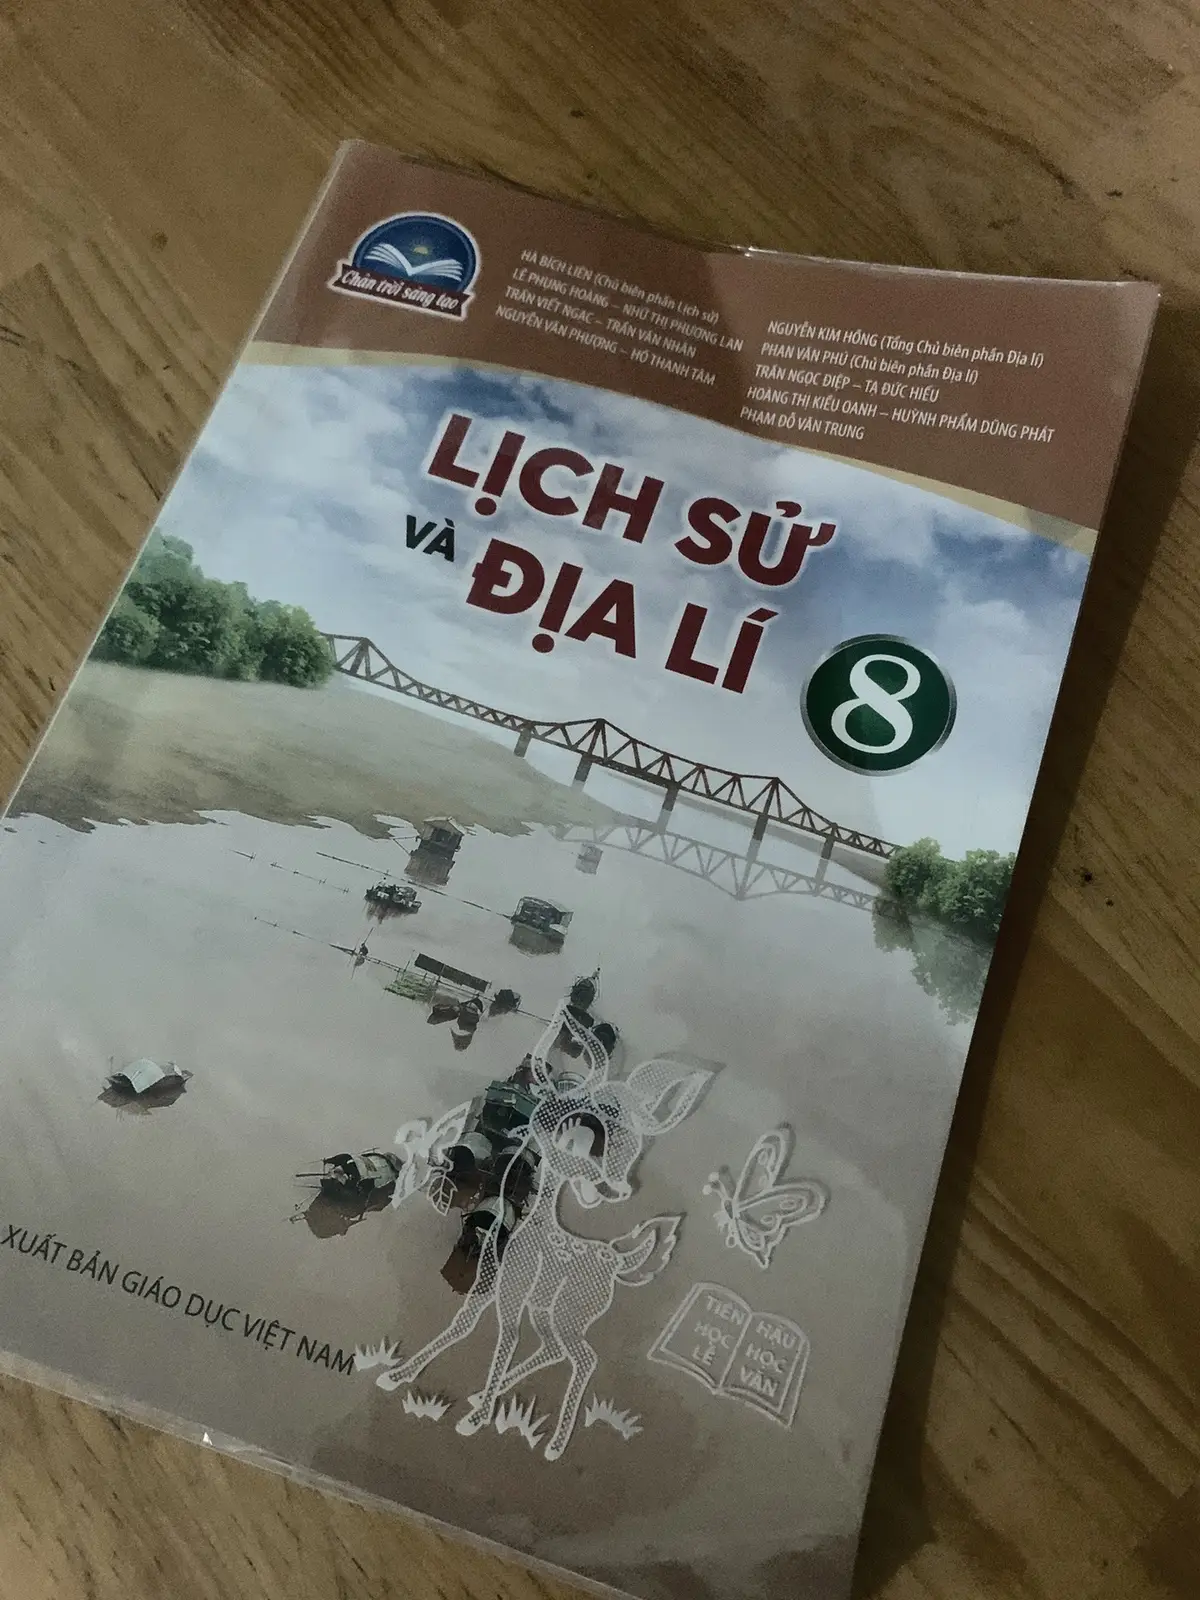 Chân trời sáng tạo
HÀ BÍCH LIÊN (Chủ biên phần Lịch sử)
LÊ PHỤNG HOÀNG – NHỮ THỊ PHƯƠNG LAN
TRẦN VIẾT NGẠC – TRẦN VĂN NHÂN
NGUYỄN VĂN PHƯỢNG – HỒ THANH TÂM
NGUYỄN KIM HỒNG (Tổng Chủ biên phần Địa lí)
PHAN VĂN PHÚ (Chủ biên phần Địa lí)
TRẦN NGỌC ĐIỆP – TẠ ĐỨC HIẾU
HOÀNG THỊ KIỀU OANH – HUỲNH PHẨM DŨNG PHÁT
PHẠM ĐỖ VĂN TRUNG
LỊCH SỬ
VÀ ĐỊA LÍ
8
TIÊN
HỌC
LỄ
HẬU
HỌC
VĂN
XUẤT BẢN GIÁO DỤC VIỆT NAM